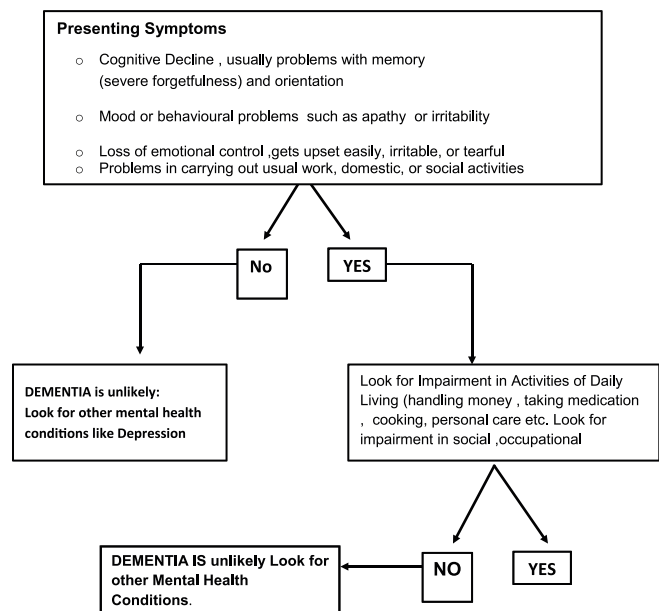 Presenting Symptoms
○ Cognitive Decline , usually problems with memory
(severe forgetfulness) and orientation
○ Mood or behavioural problems such as apathy or irritability
○ Loss of emotional control ,gets upset easily, irritable, or tearful
○ Problems in carrying out usual work, domestic, or social activities
No
YES
DEMENTIA is unlikely:
Look for other mental health
conditions like Depression
Look for Impairment in Activities of Daily
Living (handling money , taking medication
, cooking, personal care etc. Look for
impairment in social ,occupational
DEMENTIA IS unlikely Look for
other Mental Health
Conditions.
NO
YES